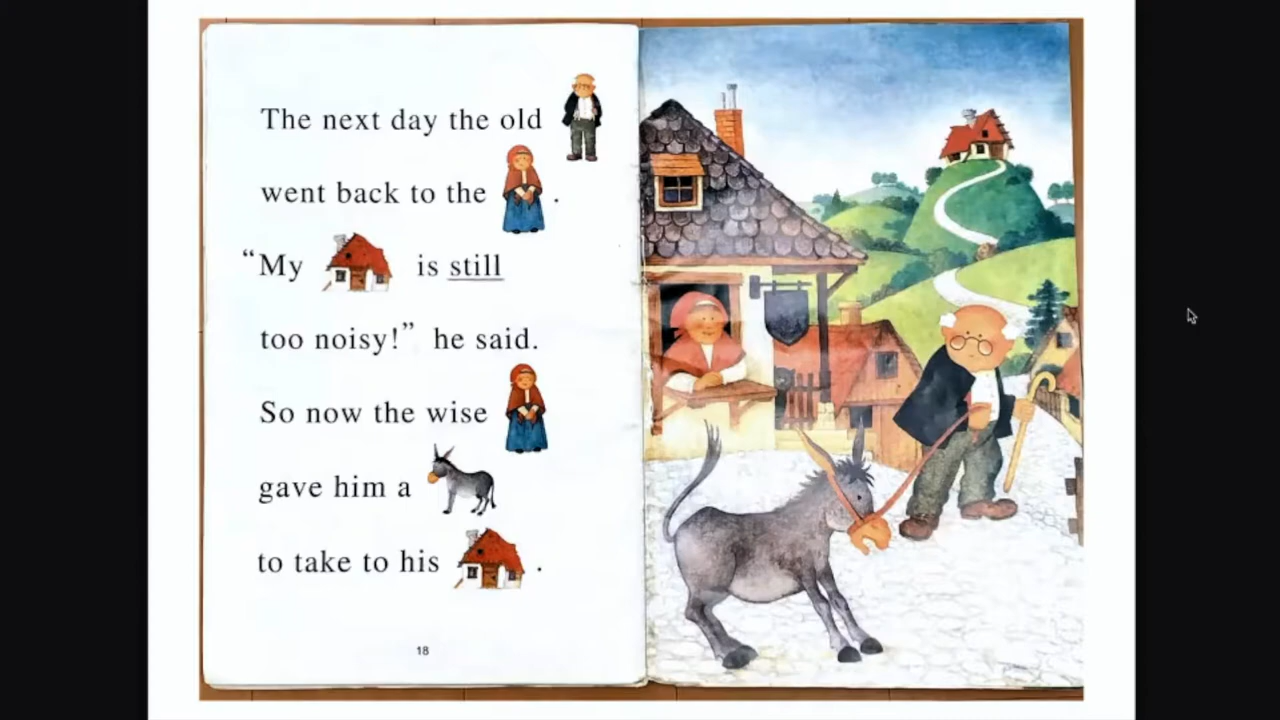 The next day the old
went back to the .
“My is still
too noisy!” he said.
So now the wise
gave him a
to take to his .
18